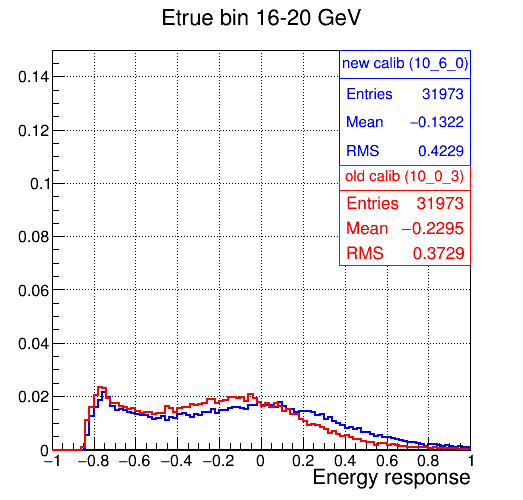 Etrue bin 16-20 GeV
new calib (10_6_0)
Entries 31973
Mean −0.1322
RMS 0.4229
old calib (10_0_3)
Entries 31973
Mean −0.2295
RMS 0.3729
0.14
0.12
0.1
0.08
0.06
0.04
0.02
0
−1 −0.8 −0.6 −0.4 −0.2 0 0.2 0.4 0.6 0.8 1
Energy response